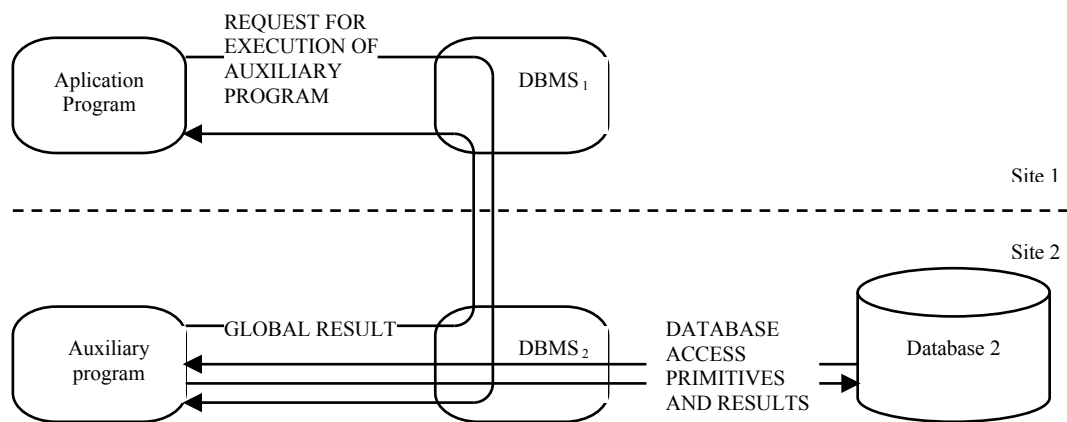 REQUEST FOR
EXECUTION OF
AUXILIARY
PROGRAM
Aplication
Program
DBMS 1
Site 1
Site 2
GLOBAL RESULT
Auxiliary
program
DBMS 2
DATABASE
ACCESS
PRIMITIVES
AND RESULTS
Database 2